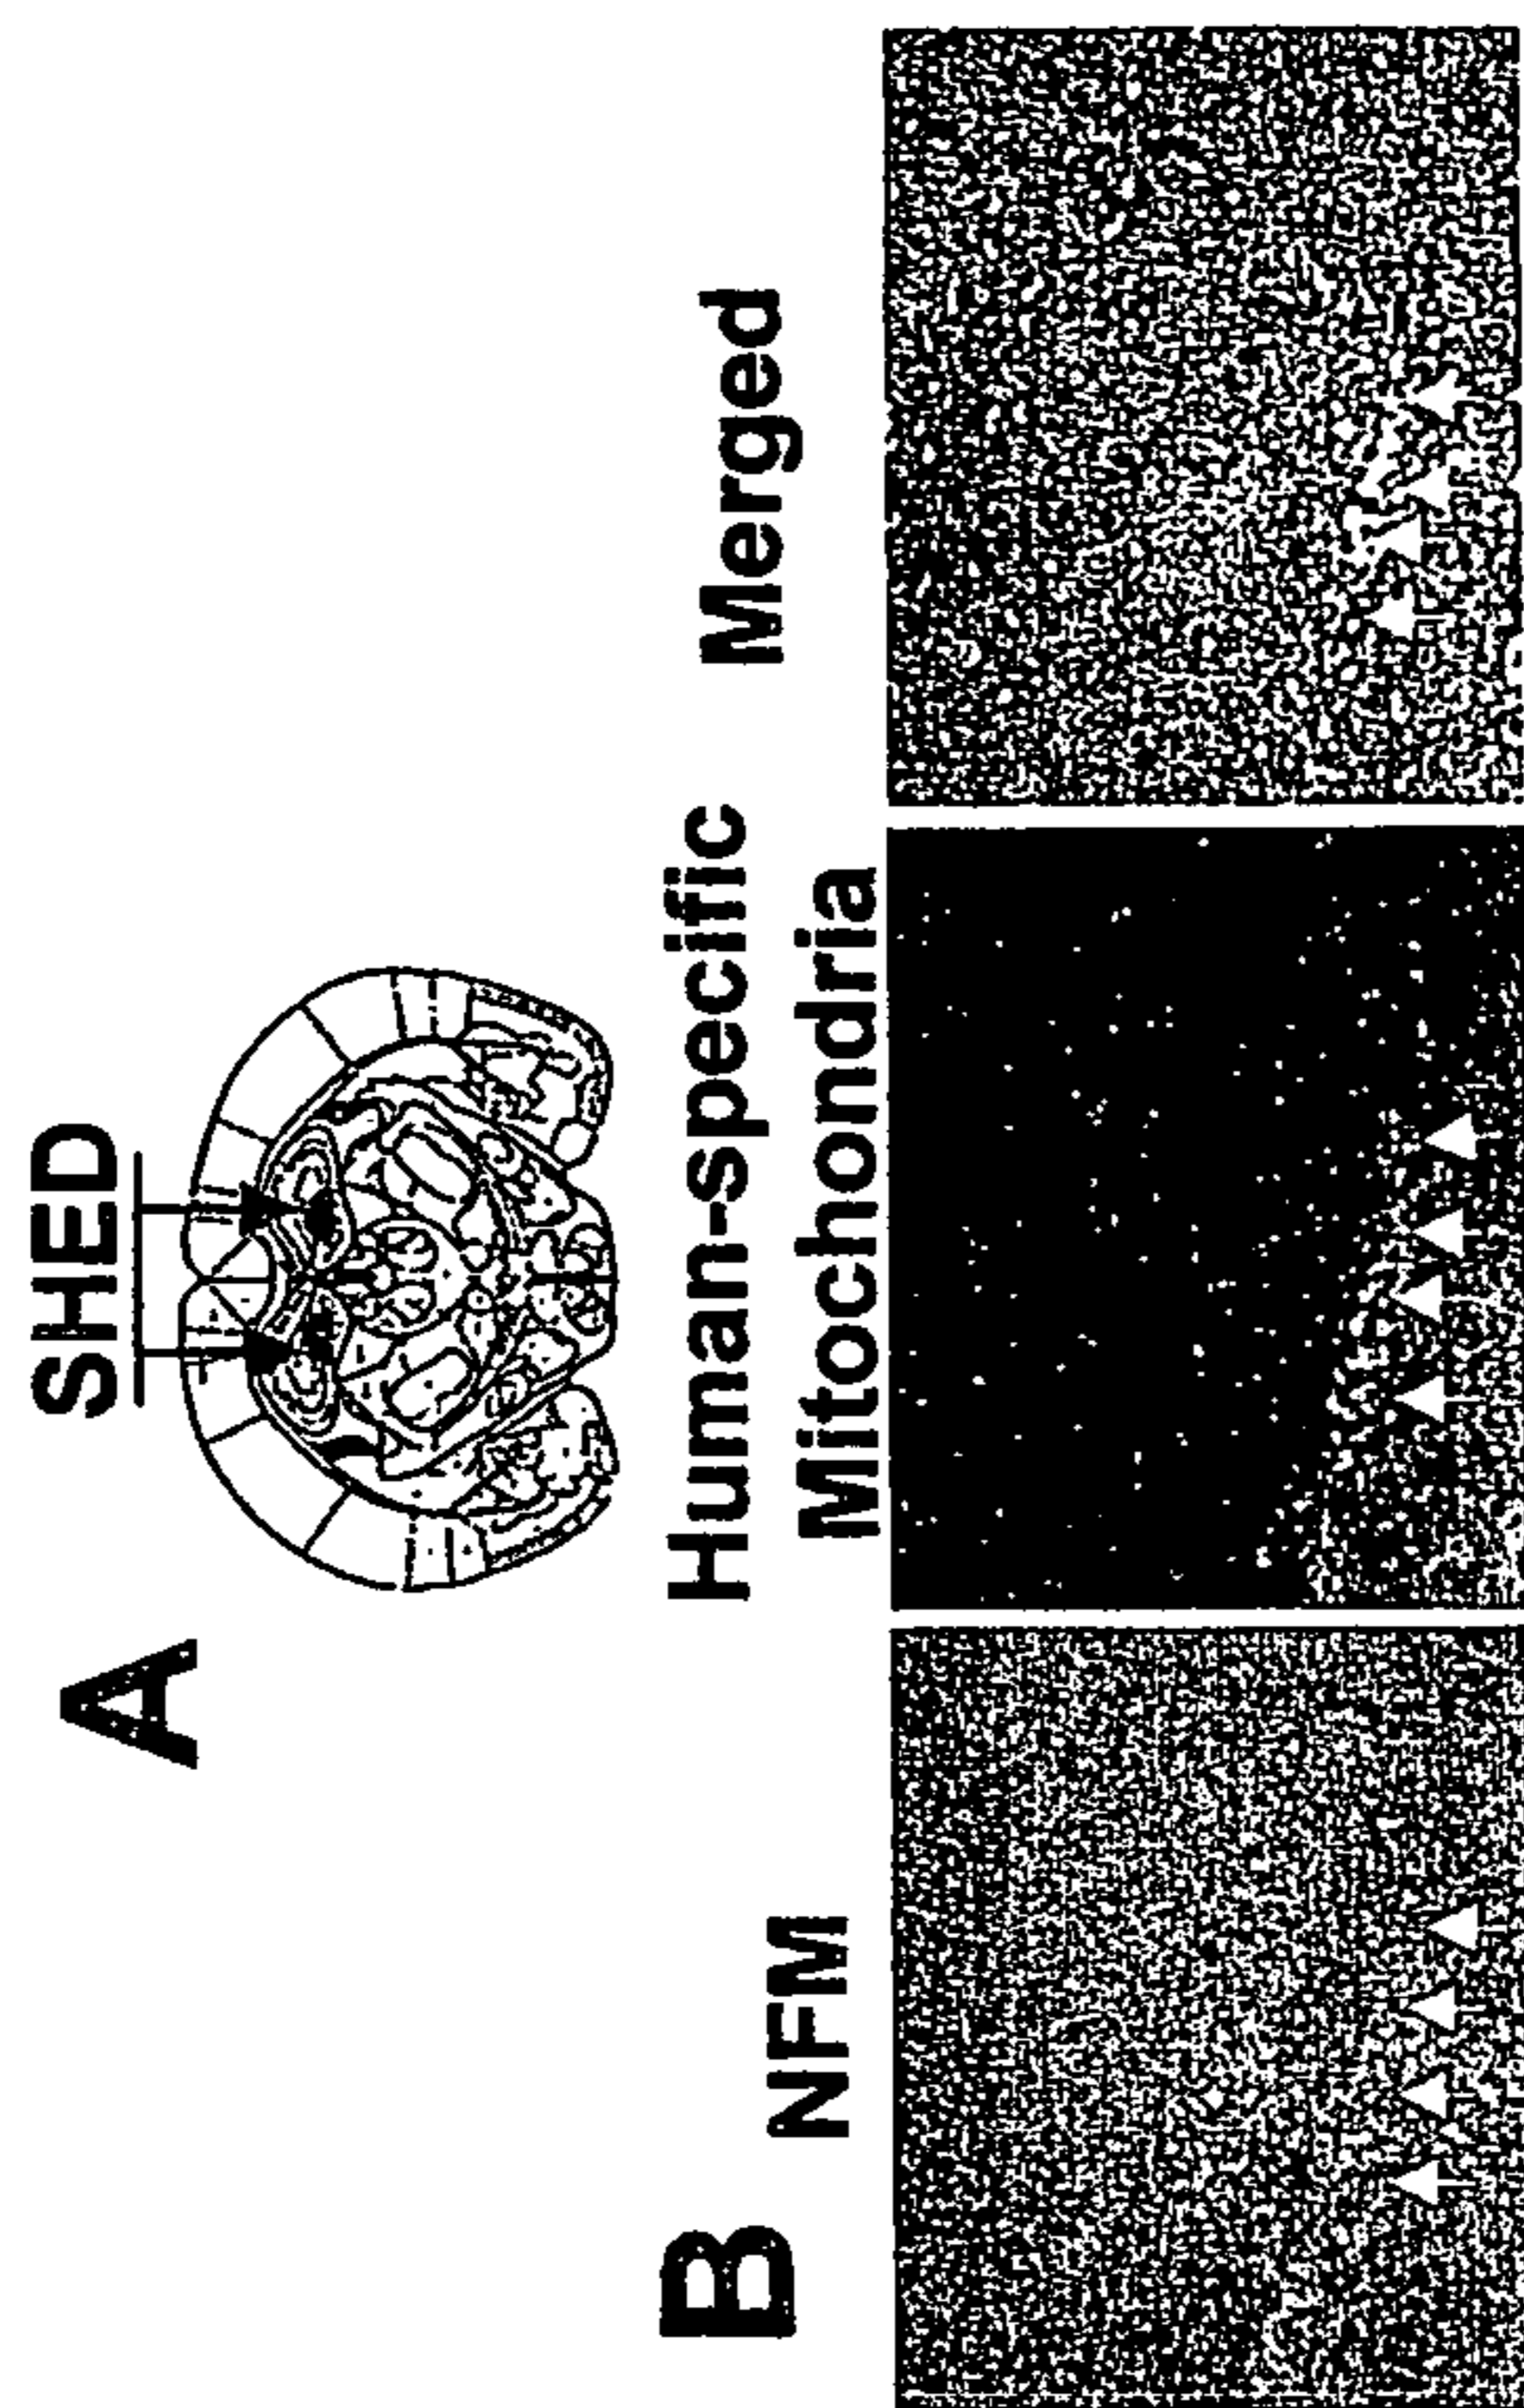 A
SHED
B
NFM
Human-specific
Mitochondria
Merged